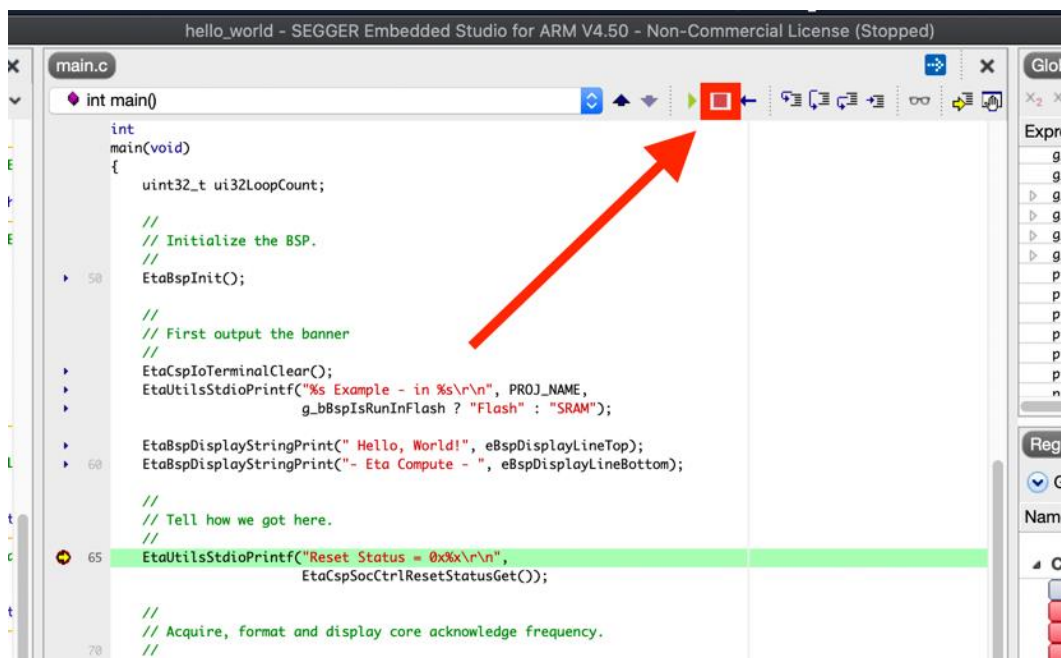 hello_world - SEGGER Embedded Studio for ARM V4.50 - Non-Commercial License (Stopped)
main.c
int main()
int
main(void)
{
uint32_t ui32LoopCount;
//
// Initialize the BSP.
//
50 EtaBspInit();
//
// First output the banner
//
EtaCspIoTerminalClear();
EtaUtilsStdioPrintf("%s Example - in %s\r\n", PROJ_NAME,
g_bBspIsRunInFlash ? "Flash" : "SRAM");
EtaBspDisplayStringPrint(" Hello, World!", eBspDisplayLineTop);
60 EtaBspDisplayStringPrint("- Eta Compute - ", eBspDisplayLineBottom);
//
// Tell how we got here.
//
65 EtaUtilsStdioPrintf("Reset Status = 0x%x\r\n",
EtaCspSocCtrlResetStatusGet());
//
// Acquire, format and display core acknowledge frequency.
70 //
Glo
Expr
g
g
g
g
g
g
p
p
p
p
p
p
Reg
G
Nam
C